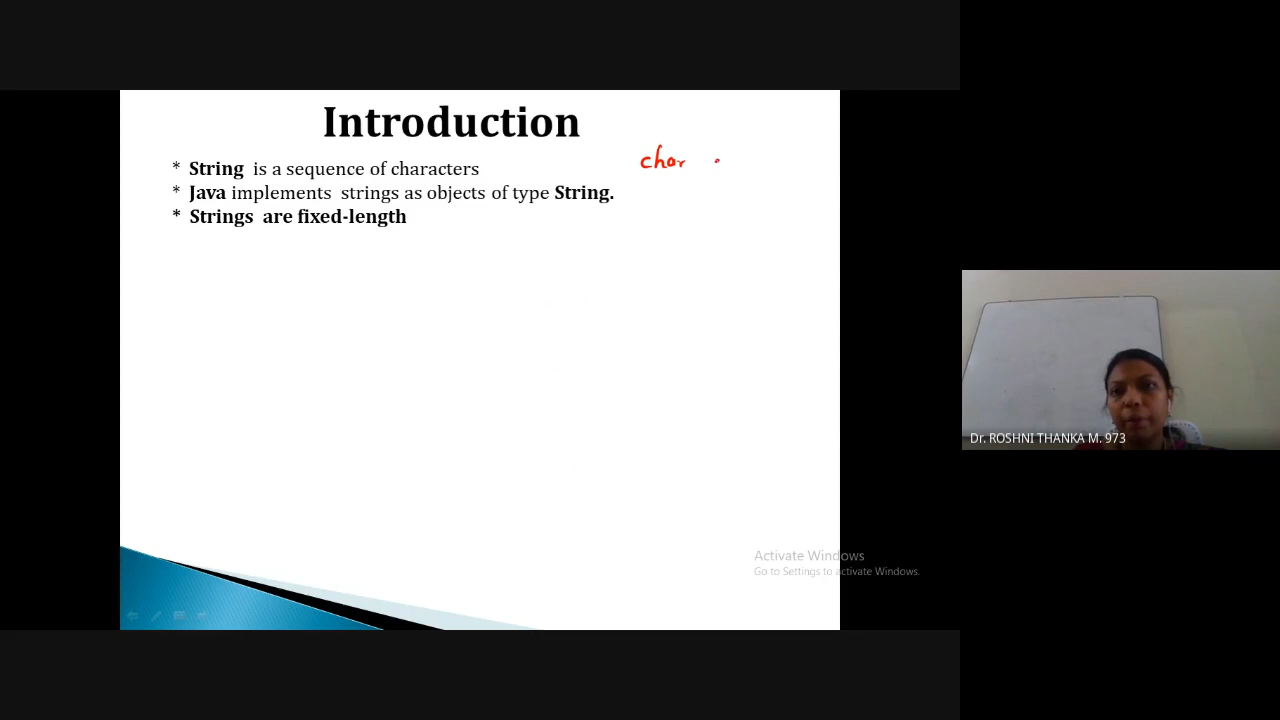 Introduction
* String is a sequence of characters
char
* Java implements strings as objects of type String.
* Strings are fixed-length
Dr. ROSHNI THANKA M. 973
Activate Windows
Go to Settings to activate Windows.